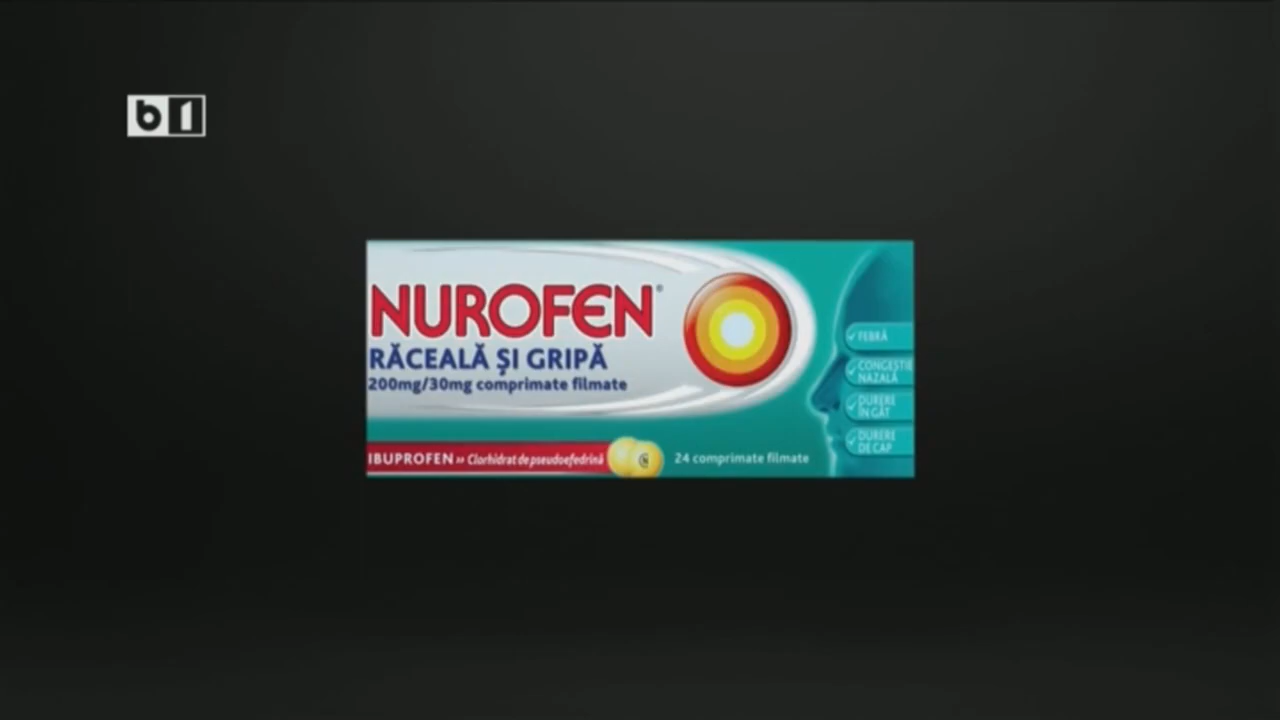 b1
NUROFEN®
RĂCEALĂ ȘI GRIPĂ
200mg/30mg comprimate filmate
IBUPROFEN » Clorhidrat de pseudoefedrină
24 comprimate filmate
FEBRĂ
CONGESTIE
NAZALĂ
DURERE
ÎN GÂT
DURERE
DE CAP